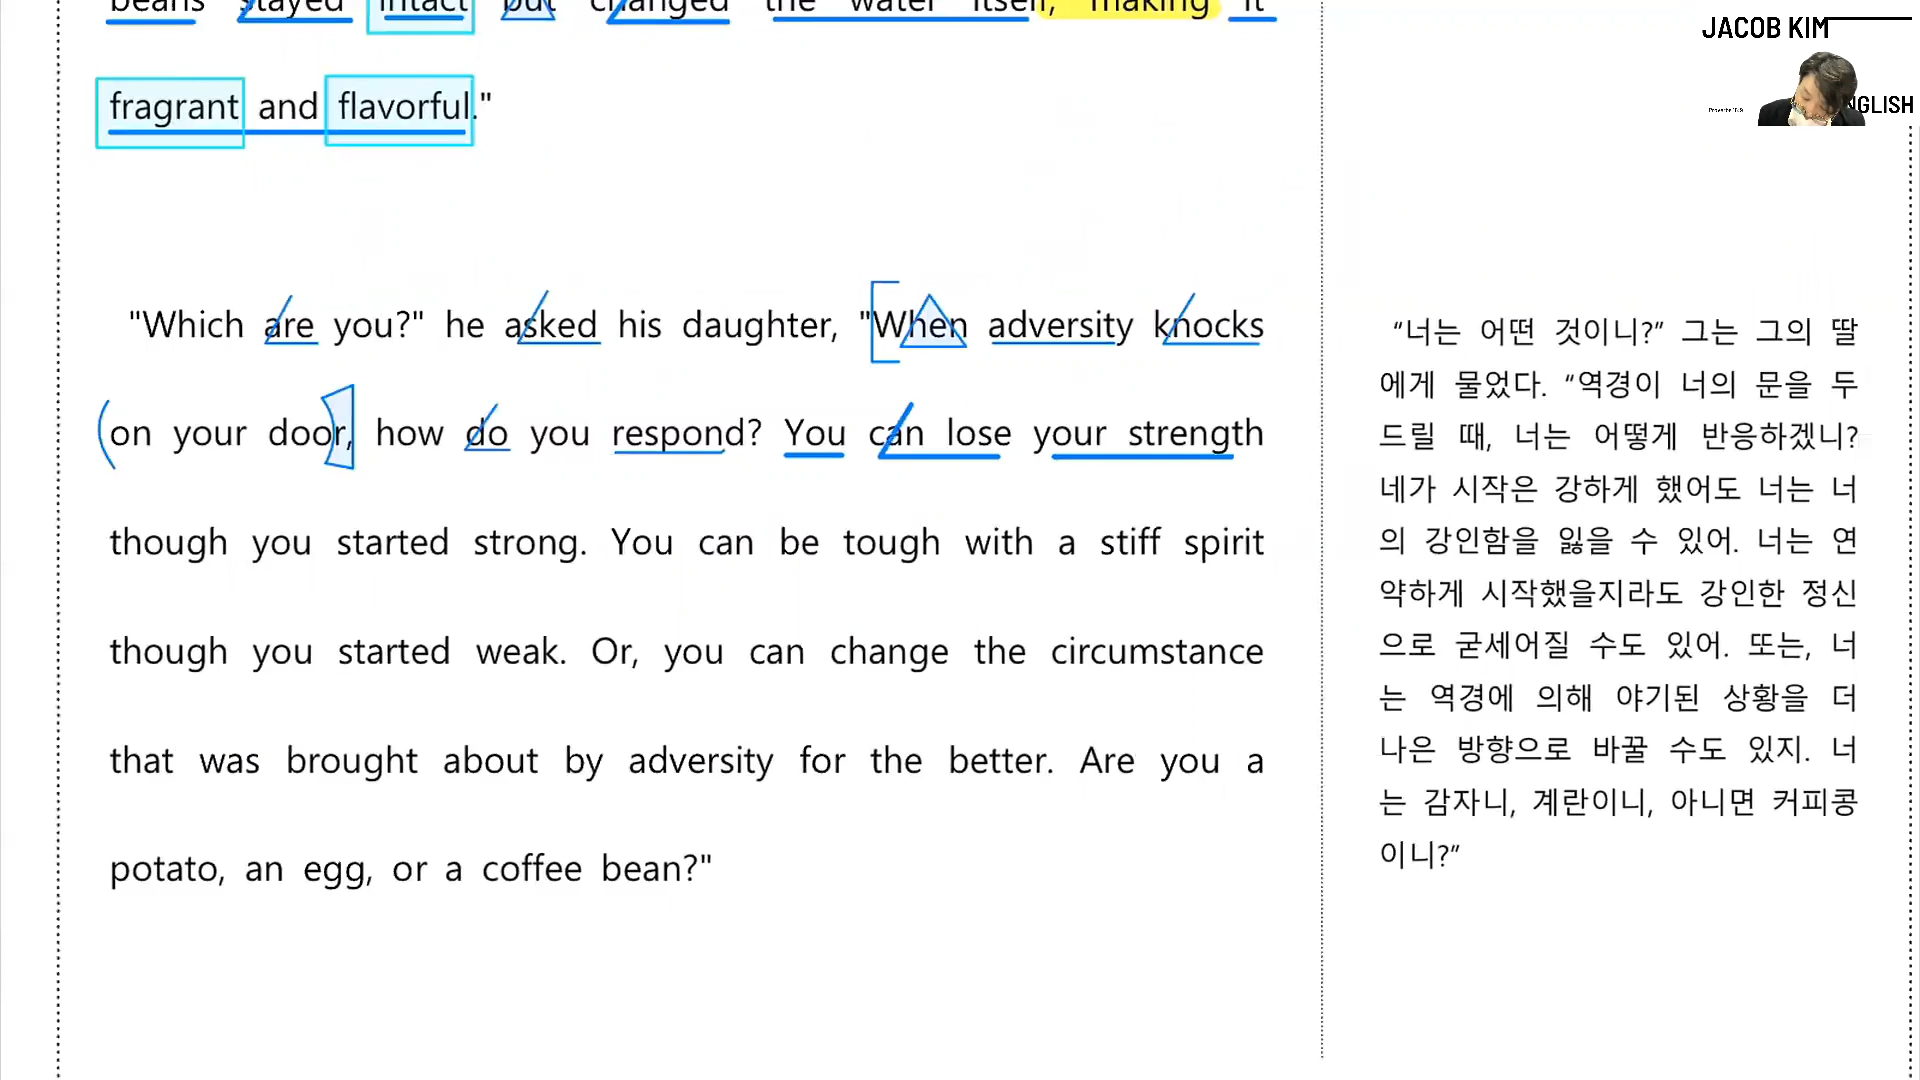 beans stayed intact but changed the water itself, making it
fragrant and flavorful."
"Which are you?" he asked his daughter, "When adversity knocks
on your door, how do you respond? You can lose your strength
though you started strong. You can be tough with a stiff spirit
though you started weak. Or, you can change the circumstance
that was brought about by adversity for the better. Are you a
potato, an egg, or a coffee bean?"
“너는 어떤 것이니?” 그는 그의 딸
에게 물었다. “역경이 너의 문을 두
드릴 때, 너는 어떻게 반응하겠니?
네가 시작은 강하게 했어도 너는 너
의 강인함을 잃을 수 있어. 너는 연
약하게 시작했을지라도 강인한 정신
으로 굳세어질 수도 있어. 또는, 너
는 역경에 의해 야기된 상황을 더
나은 방향으로 바꿀 수도 있지. 너
는 감자니, 계란이니, 아니면 커피콩
이니?”
JACOB KIM
NGLISH